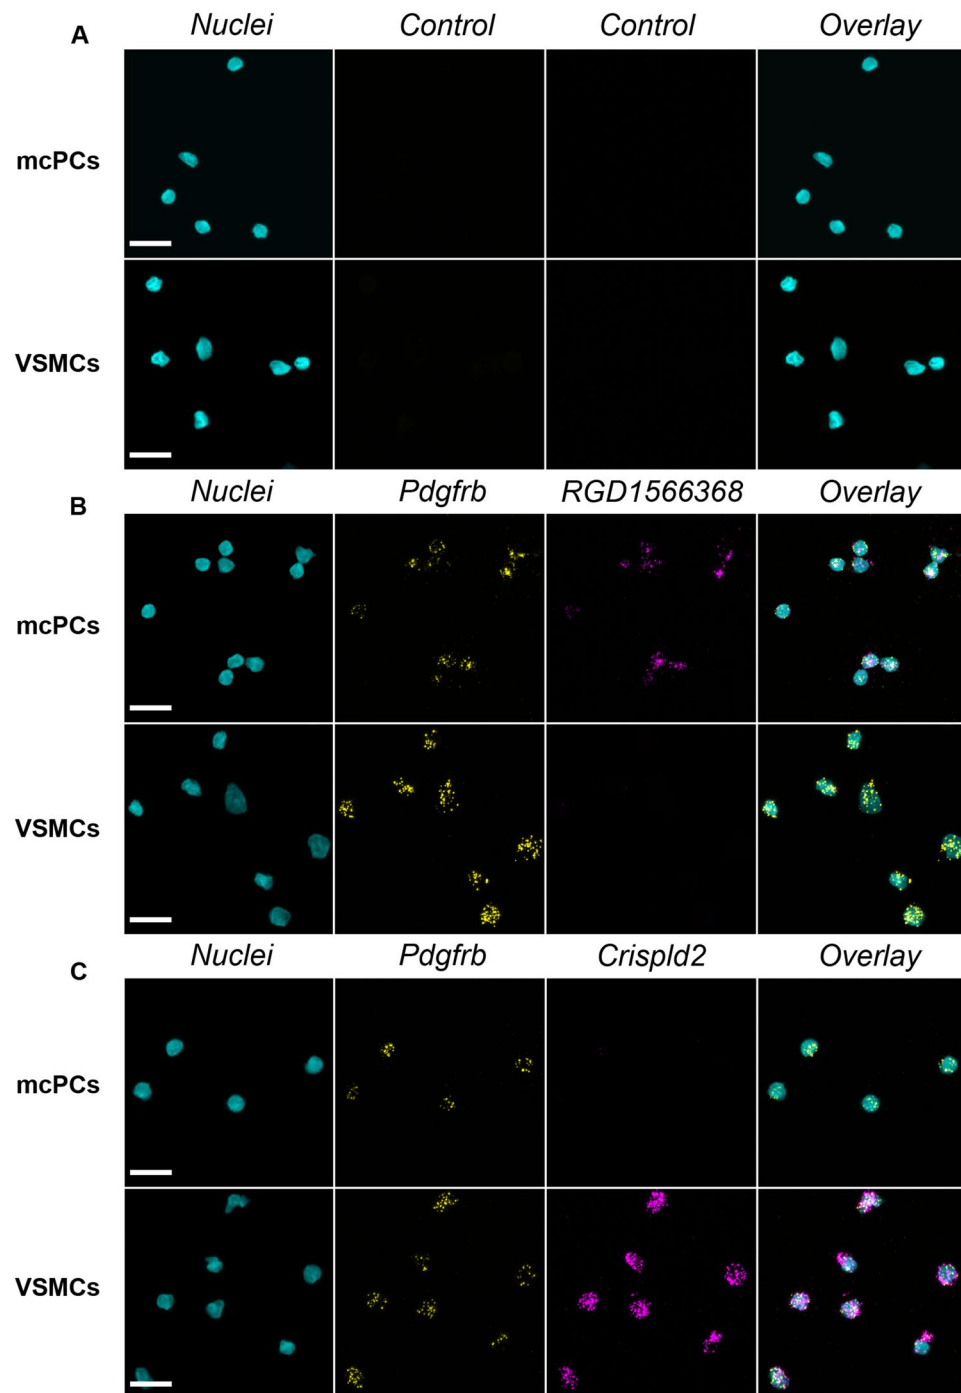 A Nuclei Control Control Overlay
mcPCs
VSMCs
B Nuclei Pdgfrb RGD1566368 Overlay
mcPCs
VSMCs
C Nuclei Pdgfrb Crispld2 Overlay
mcPCs
VSMCs